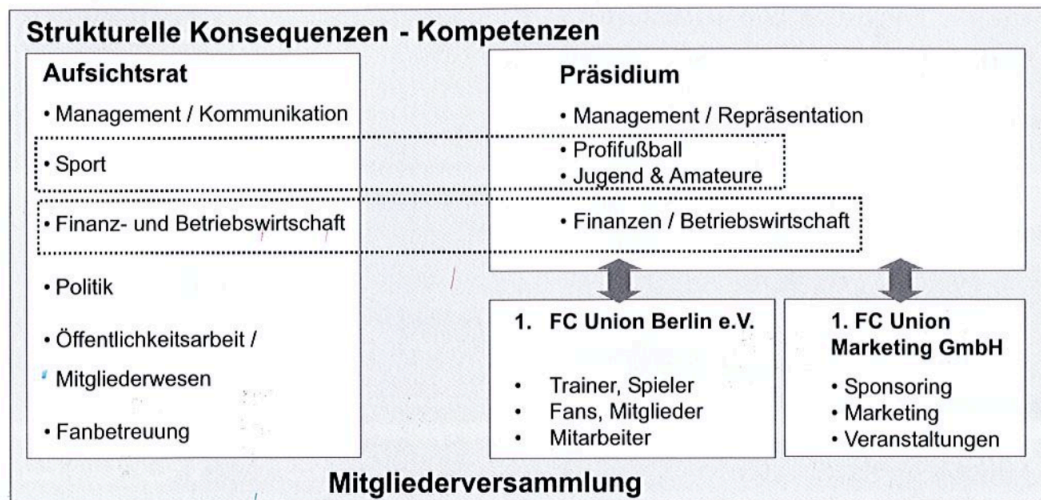 Strukturelle Konsequenzen - Kompetenzen
Aufsichtsrat
• Management / Kommunikation
• Sport
• Finanz- und Betriebswirtschaft
• Politik
• Öffentlichkeitsarbeit /
Mitgliederwesen
• Fanbetreuung
Präsidium
• Management / Repräsentation
• Profifußball
• Jugend & Amateure
• Finanzen / Betriebswirtschaft
1. FC Union Berlin e.V.
• Trainer, Spieler
• Fans, Mitglieder
• Mitarbeiter
1. FC Union
Marketing GmbH
• Sponsoring
• Marketing
• Veranstaltungen
Mitgliederversammlung